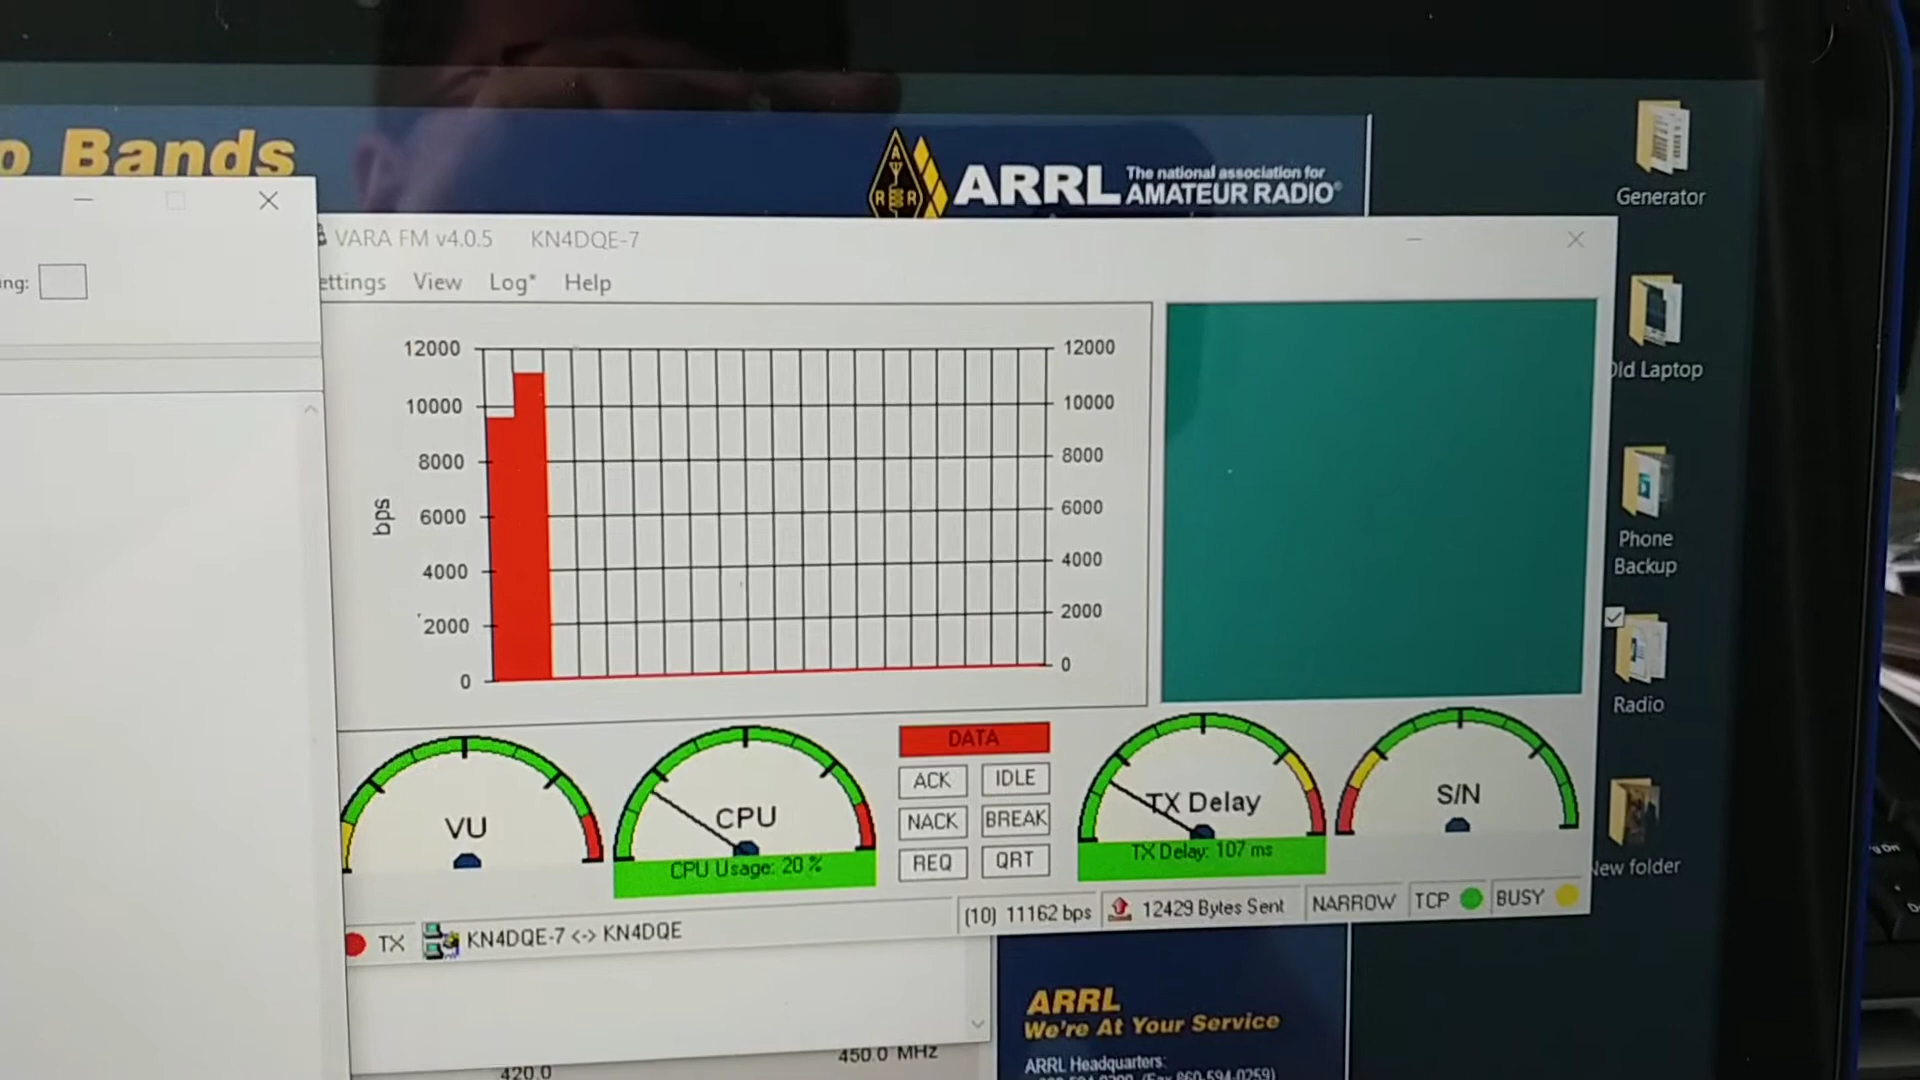 o Bands
ARRL The national association for
AMATEUR RADIO®
A
R R
Generator
VARA FM v4.0.5 KN4DQE-7
ing:
ettings View Log* Help
12000 12000
10000 10000
8000 8000
bps
6000 6000
4000 4000
2000 2000
0 0
Old Laptop
Phone
Backup
Radio
New folder
VU
CPU
CPU Usage: 20 %
DATA
ACK IDLE
NACK BREAK
REQ QRT
TX Delay
TX Delay: 107 ms
S/N
TX KN4DQE-7 <-> KN4DQE
(10) 11162 bps 12429 Bytes Sent NARROW TCP BUSY
ARRL
We're At Your Service
ARRL Headquarters:
(Fax 860-594-0259)
450.0 MHz
420.0